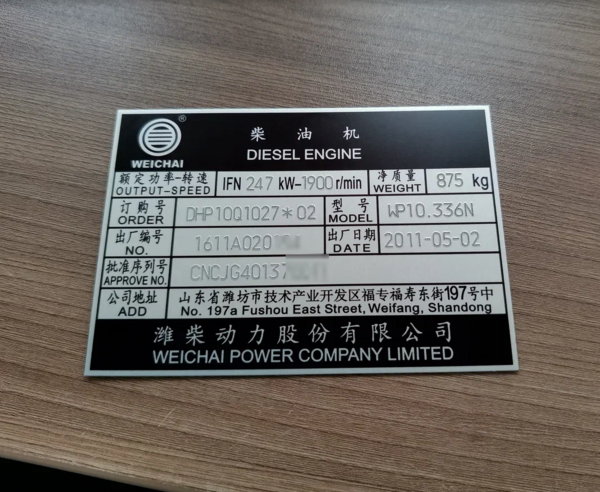 ®
WEICHAI
柴油机
DIESEL ENGINE
额定功率-转速 IFN 247 kW-1900 r/min 净质量 875 kg
OUTPUT-SPEED WEIGHT
订购号 DHP10Q1027*02 型号 WP10.336N
ORDER MODEL
出厂编号 1611A020 出厂日期 2011-05-02
NO. DATE
批准序列号 CNCJG40137
APPROVE NO.
公司地址 山东省潍坊市技术产业开发区福专福寿东街197号中
ADD No. 197a Fushou East Street, Weifang, Shandong
潍柴动力股份有限公司
WEICHAI POWER COMPANY LIMITED